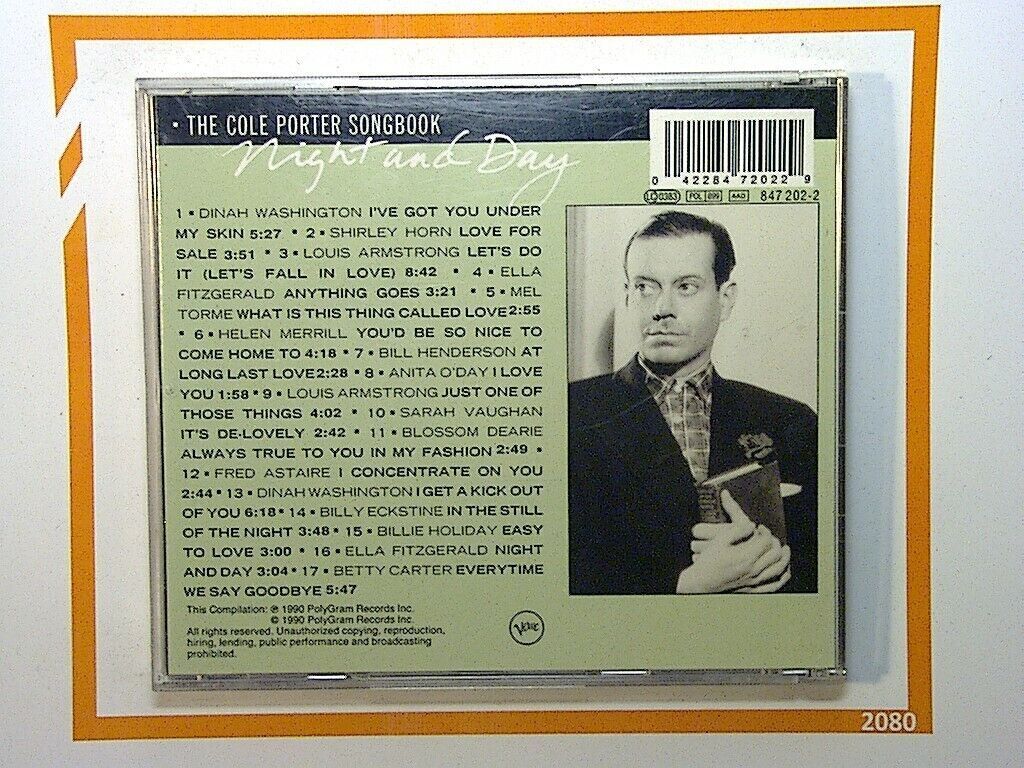 • THE COLE PORTER SONGBOOK
Night and Day
0 42284 72022 9
LC 0383 POL 899 AAD 847 202-2
1 • DINAH WASHINGTON I'VE GOT YOU UNDER
MY SKIN 5:27 • 2 • SHIRLEY HORN LOVE FOR
SALE 3:51 • 3 • LOUIS ARMSTRONG LET'S DO
IT (LET'S FALL IN LOVE) 8:42 • 4 • ELLA
FITZGERALD ANYTHING GOES 3:21 • 5 • MEL
TORME WHAT IS THIS THING CALLED LOVE 2:55
• 6 • HELEN MERRILL YOU'D BE SO NICE TO
COME HOME TO 4:18 • 7 • BILL HENDERSON AT
LONG LAST LOVE 2:28 • 8 • ANITA O'DAY I LOVE
YOU 1:58 • 9 • LOUIS ARMSTRONG JUST ONE OF
THOSE THINGS 4:02 • 10 • SARAH VAUGHAN
IT'S DE-LOVELY 2:42 • 11 • BLOSSOM DEARIE
ALWAYS TRUE TO YOU IN MY FASHION 2:49 •
12 • FRED ASTAIRE I CONCENTRATE ON YOU
2:44 • 13 • DINAH WASHINGTON I GET A KICK OUT
OF YOU 6:18 • 14 • BILLY ECKSTINE IN THE STILL
OF THE NIGHT 3:48 • 15 • BILLIE HOLIDAY EASY
TO LOVE 3:00 • 16 • ELLA FITZGERALD NIGHT
AND DAY 3:04 • 17 • BETTY CARTER EVERYTIME
WE SAY GOODBYE 5:47
This Compilation: ℗ 1990 PolyGram Records Inc.
© 1990 PolyGram Records Inc.
All rights reserved. Unauthorized copying, reproduction,
hiring, lending, public performance and broadcasting
prohibited.
Verve
2080